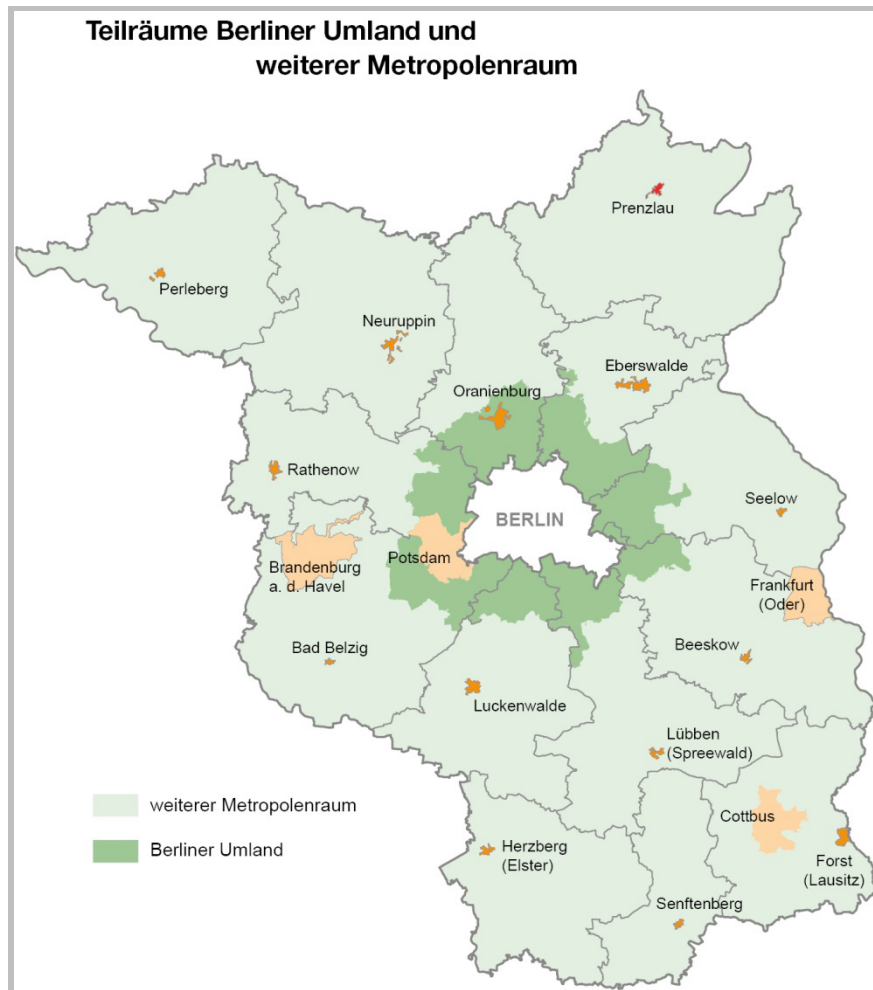 Teilräume Berliner Umland und
weiterer Metropolenraum
Prenzlau
Perleberg
Neuruppin
Eberswalde
Oranienburg
Rathenow
Seelow
BERLIN
Potsdam
Brandenburg
a. d. Havel
Frankfurt
(Oder)
Bad Belzig
Beeskow
Luckenwalde
Lübben
(Spreewald)
weiterer Metropolenraum
Cottbus
Berliner Umland
Herzberg
(Elster)
Forst
(Lausitz)
Senftenberg